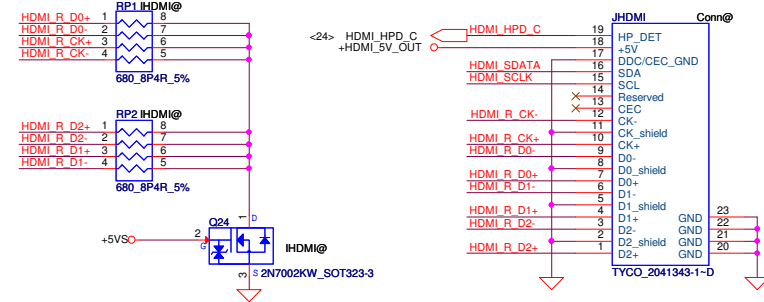 RP1 IHDMI@
HDMI_R_D0+ 1 8
HDMI_R_D0- 2 7
HDMI_R_CK+ 3 6
HDMI_R_CK- 4 5
680_8P4R_5%
RP2 IHDMI@
HDMI_R_D2+ 1 8
HDMI_R_D2- 2 7
HDMI_R_D1+ 3 6
HDMI_R_D1- 4 5
680_8P4R_5%
+5VS
2
G
Q24
1
D
IHDMI@
3
S
2N7002KW_SOT323-3
JHDMI Conn@
<24> HDMI_HPD_C HDMI_HPD_C 19 HP_DET
+HDMI_5V_OUT 18 +5V
17 DDC/CEC_GND
HDMI_SDATA 16 SDA
HDMI_SCLK 15 SCL
14 Reserved
13 CEC
HDMI_R_CK- 12 CK-
11 CK_shield
HDMI_R_CK+ 10 CK+
HDMI_R_D0- 9 D0-
8 D0_shield
HDMI_R_D0+ 7 D0+
HDMI_R_D1- 6 D1-
5 D1_shield
HDMI_R_D1+ 4 D1+ GND 23
HDMI_R_D2- 3 D2- GND 22
2 D2_shield GND 21
HDMI_R_D2+ 1 D2+ GND 20
TYCO_2041343-1~D